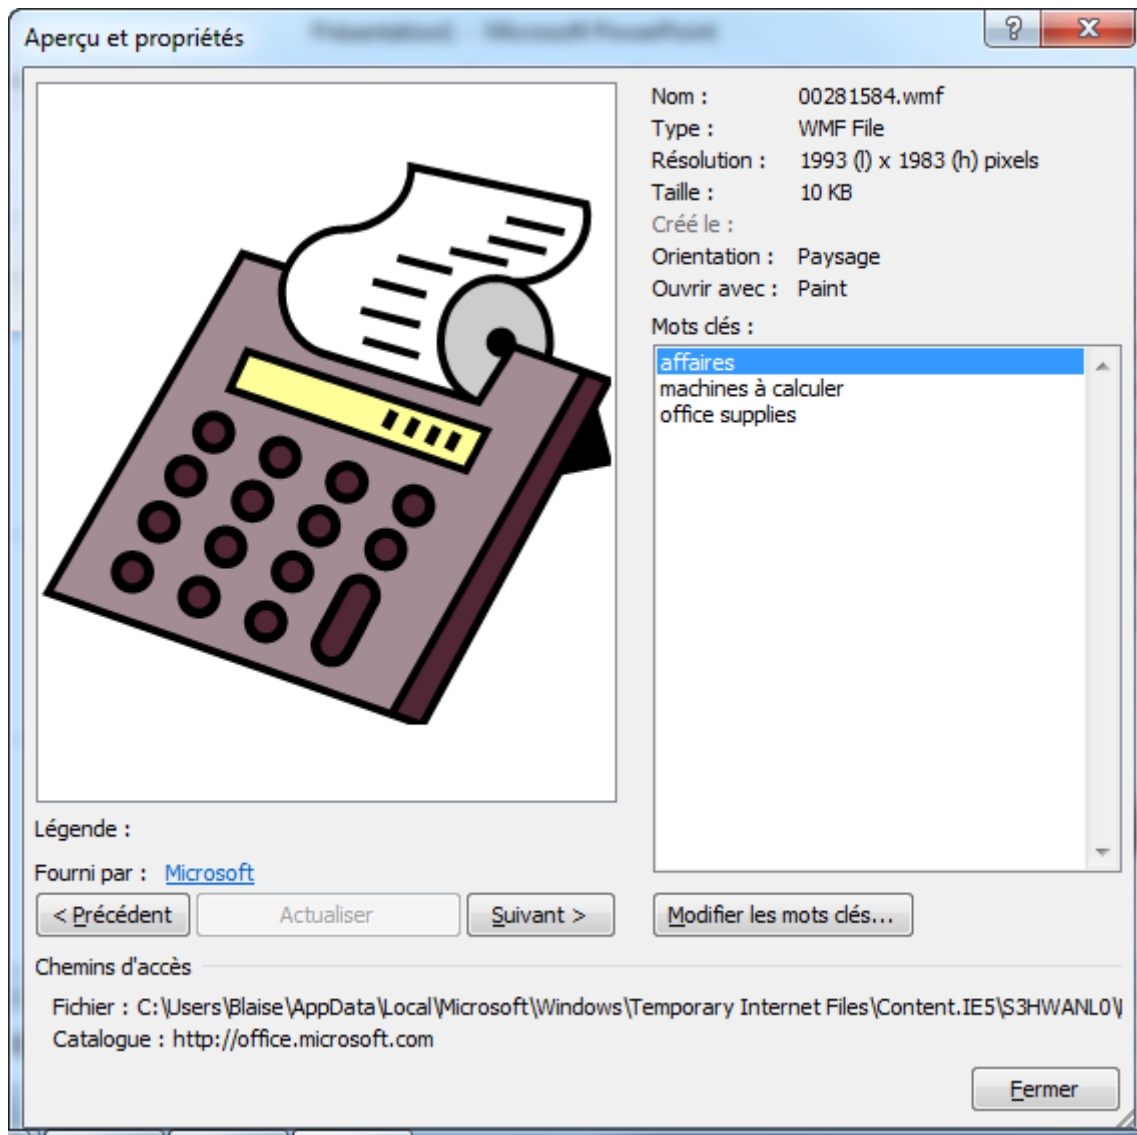 Aperçu et propriétés
Présentation1 - Microsoft PowerPoint
Nom : 00281584.wmf
Type : WMF File
Résolution : 1993 (l) x 1983 (h) pixels
Taille : 10 KB
Créé le :
Orientation : Paysage
Ouvrir avec : Paint
Mots clés :
affaires
machines à calculer
office supplies
Légende :
Fourni par : Microsoft
< Précédent
Actualiser
Suivant >
Modifier les mots clés...
Chemins d'accès
Fichier : C:\Users\Blaise\AppData\Local\Microsoft\Windows\Temporary Internet Files\Content.IE5\S3HWANL0\
Catalogue : http://office.microsoft.com
Fermer